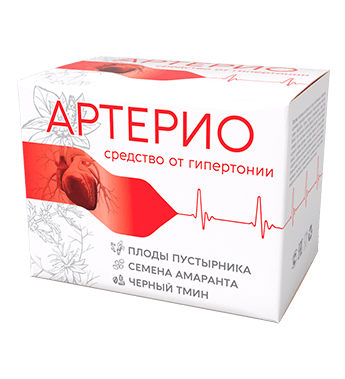 АРТЕРИО
средство от гипертонии
ПЛОДЫ ПУСТЫРНИКА
СЕМЕНА АМАРАНТА
ЧЕРНЫЙ ТМИН